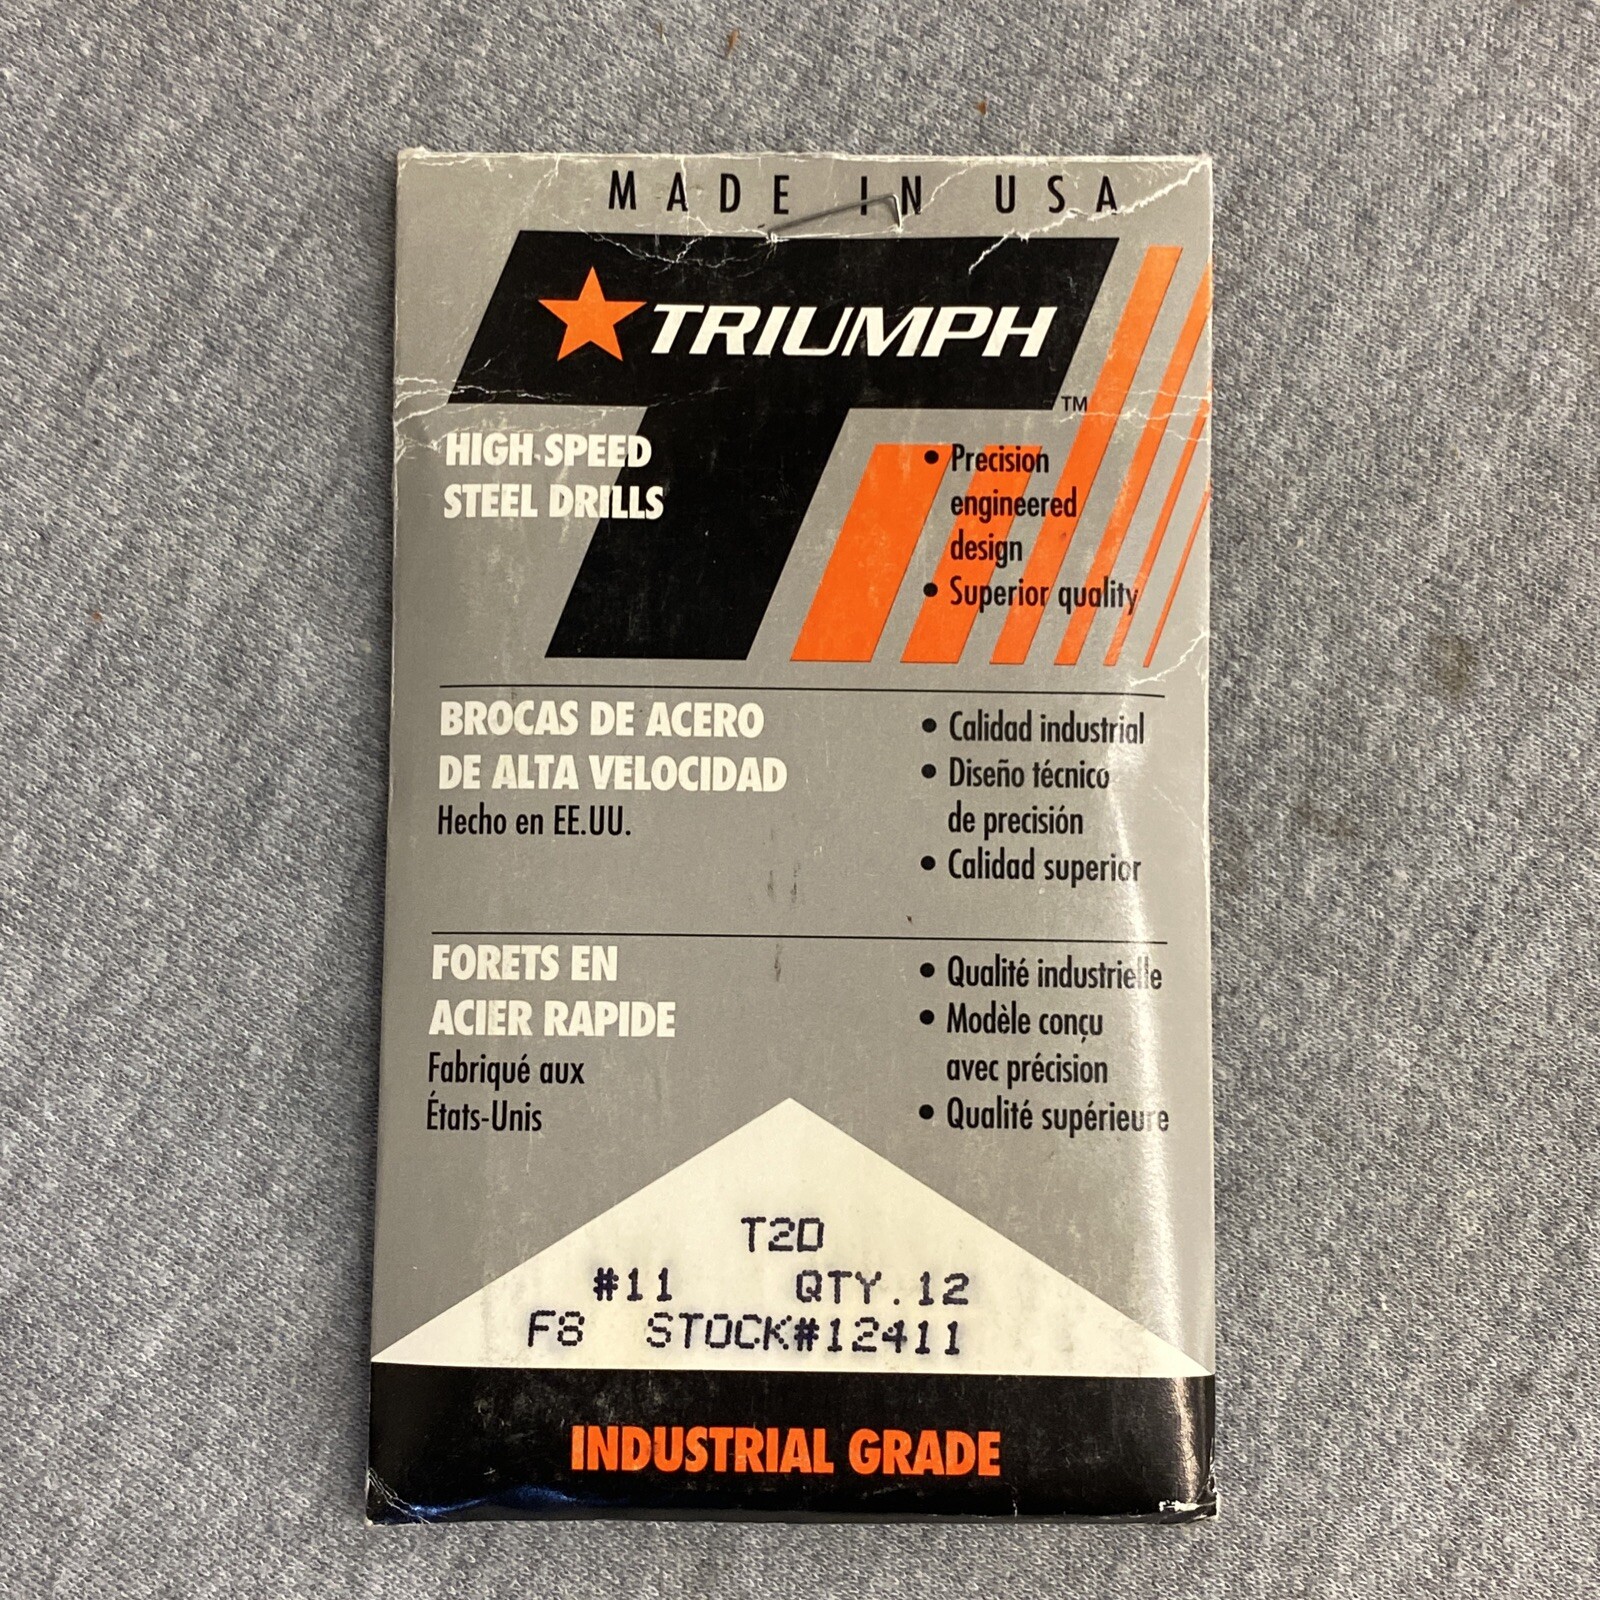 MADE IN USA
TRIUMPH
TM
HIGH SPEED
STEEL DRILLS
• Precision
engineered
design
• Superior quality
BROCAS DE ACERO
DE ALTA VELOCIDAD
Hecho en EE.UU.
• Calidad industrial
• Diseño técnico
de precisión
• Calidad superior
FORETS EN
ACIER RAPIDE
Fabriqué aux
États-Unis
• Qualité industrielle
• Modèle conçu
avec précision
• Qualité supérieure
T2D
#11 QTY.12
F8 STOCK#12411
INDUSTRIAL GRADE